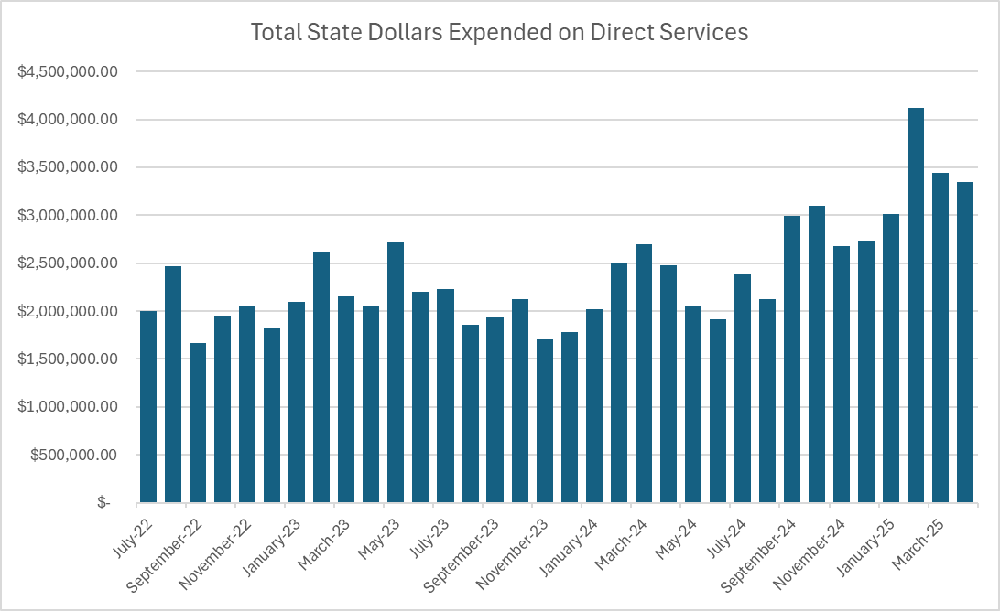 Total State Dollars Expended on Direct Services
$4,500,000.00
$4,000,000.00
$3,500,000.00
$3,000,000.00
$2,500,000.00
$2,000,000.00
$1,500,000.00
$1,000,000.00
$500,000.00
$-
July-22
September-22
November-22
January-23
March-23
May-23
July-23
September-23
November-23
January-24
March-24
May-24
July-24
September-24
November-24
January-25
March-25